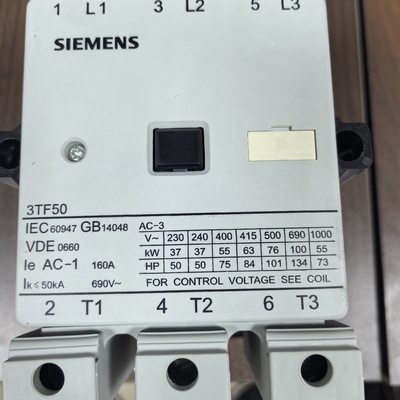 1 L1 3 L2 5 L3
SIEMENS
3TF50
IEC 60947 GB 14048
VDE 0660
Ie AC-1 160A
Ik ≤ 50kA 690V~
AC-3
V~ 230 240 400 415 500 690 1000
kW 37 37 55 63 76 100 55
HP 50 50 75 84 101 134 73
FOR CONTROL VOLTAGE SEE COIL
2 T1 4 T2 6 T3